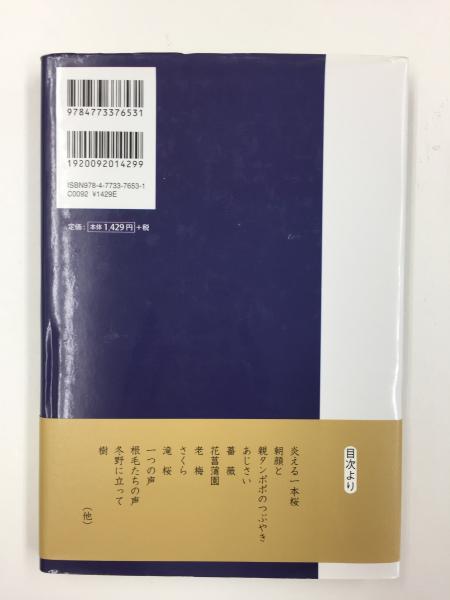 9784773376531
1920092014299
ISBN978-4-7733-7653-1
C0092 ¥1429E
定価：本体1,429円+税
目次より
炎える一本桜
朝顔と
親タンポポのつぶやき
あじさい
薔薇
花菖蒲園
老梅
さくら
滝桜
一つの声
根毛たちの声
冬野に立って
樹
（他）